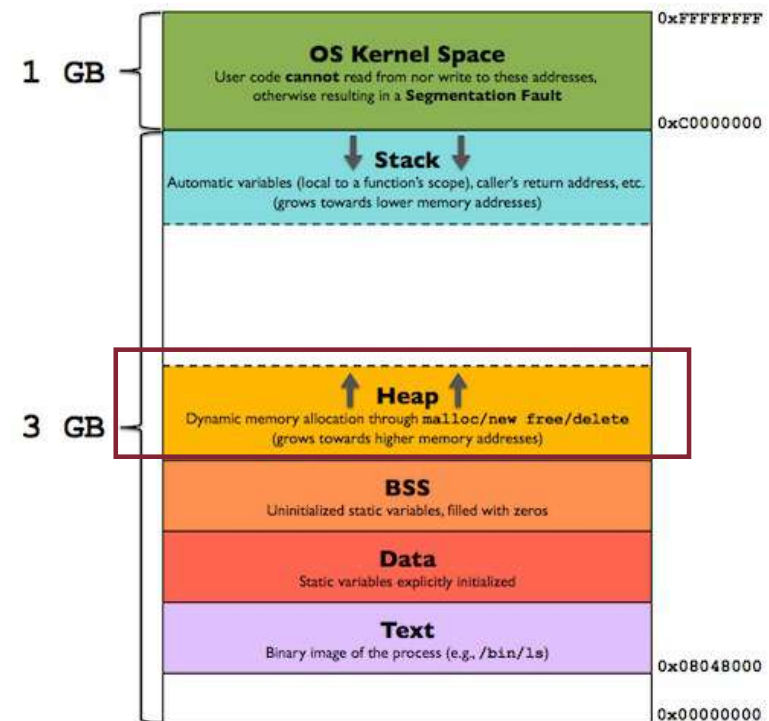 0xFFFFFFFF
1 GB
OS Kernel Space
User code cannot read from nor write to these addresses,
otherwise resulting in a Segmentation Fault
0xC0000000
Stack
Automatic variables (local to a function's scope), caller's return address, etc.
(grows towards lower memory addresses)
3 GB
Heap
Dynamic memory allocation through malloc/new free/delete
(grows towards higher memory addresses)
BSS
Uninitialized static variables, filled with zeros
Data
Static variables explicitly initialized
Text
Binary image of the process (e.g., /bin/ls)
0x08048000
0x00000000